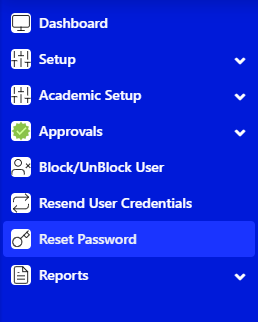 Dashboard
Setup
Academic Setup
Approvals
Block/UnBlock User
Resend User Credentials
Reset Password
Reports